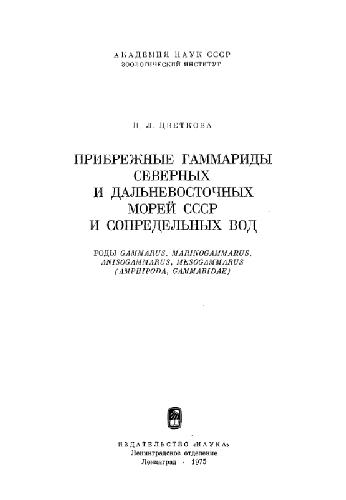 АКАДЕМИЯ НАУК СССР
ЗООЛОГИЧЕСКИЙ ИНСТИТУТ
Н. Л. ЦВЕТКОВА
ПРИБРЕЖНЫЕ ГАММАРИДЫ
СЕВЕРНЫХ
И ДАЛЬНЕВОСТОЧНЫХ
МОРЕЙ СССР
И СОПРЕДЕЛЬНЫХ ВОД
РОДЫ GAMMARUS, MARINOGAMMARUS,
ANISOGAMMARUS, MESOGAMMARUS
(AMPHIPODA, GAMMARIDAE)
ИЗДАТЕЛЬСТВО «НАУКА»
Ленинградское отделение
Ленинград · 1975